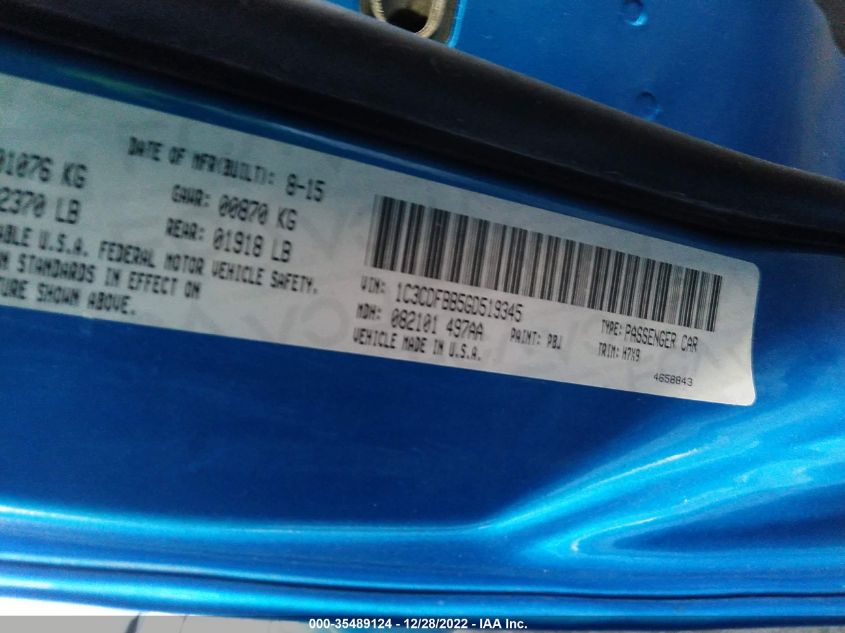 DATE OF MFR(BUILT): 8-15
01076 KG
GAWR: 00870 KG
2370 LB
REAR: 01918 LB
ABLE U.S.A. FEDERAL MOTOR VEHICLE SAFETY,
STANDARDS IN EFFECT ON
TURE SHOWN ABOVE.
VIN: 1C3CDFBB5GD519345
TYPE: PASSENGER CAR
MDH: 082101 497AA
PAINT: PBJ
TRIM: H7X9
VEHICLE MADE IN U.S.A.
4658843
000-35489124 / 12/28/2022 - IAA Inc.